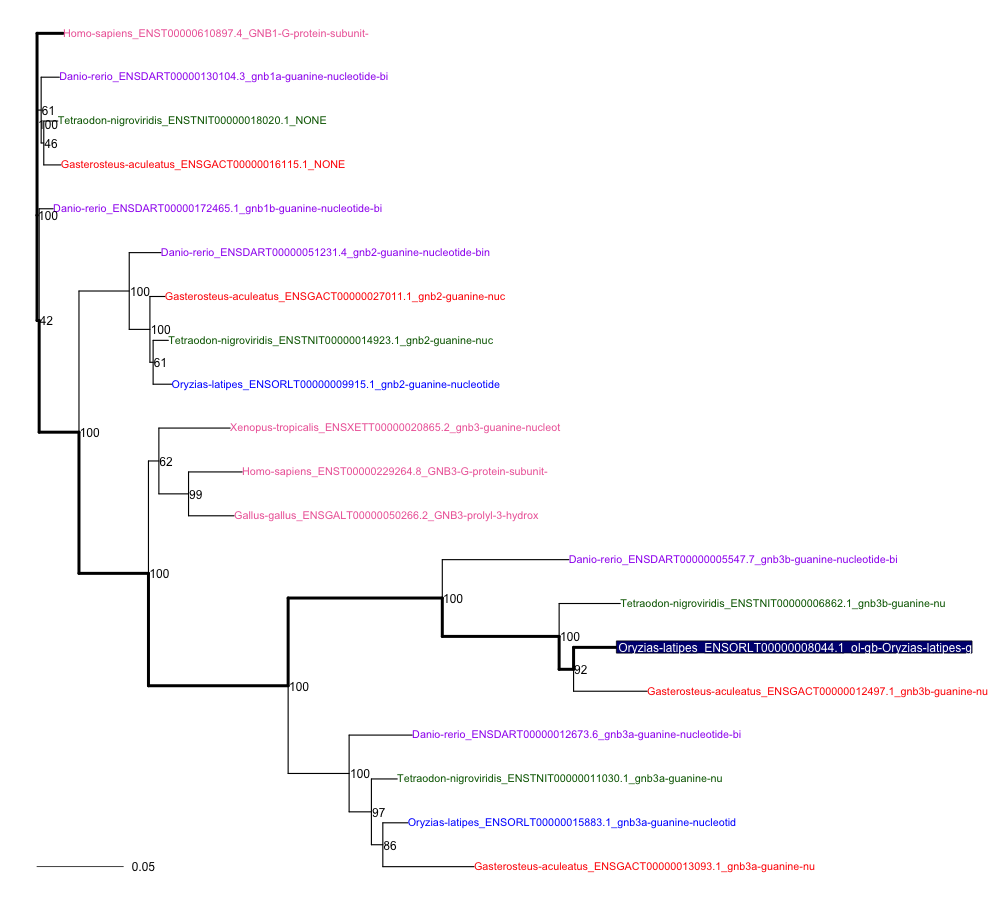 Homo-sapiens_ENST00000610897.4_GNB1-G-protein-subunit-
Danio-rerio_ENSDART00000130104.3_gnb1a-guanine-nucleotide-bi
61
Tetraodon-nigroviridis_ENSTNIT00000018020.1_NONE
100
46
Gasterosteus-aculeatus_ENSGACT00000016115.1_NONE
Danio-rerio_ENSDART00000172465.1_gnb1b-guanine-nucleotide-bi
100
Danio-rerio_ENSDART00000051231.4_gnb2-guanine-nucleotide-bin
100
Gasterosteus-aculeatus_ENSGACT00000027011.1_gnb2-guanine-nuc
42
100
Tetraodon-nigroviridis_ENSTNIT00000014923.1_gnb2-guanine-nuc
61
Oryzias-latipes_ENSORLT00000009915.1_gnb2-guanine-nucleotide
Xenopus-tropicalis_ENSXETT00000020865.2_gnb3-guanine-nucleot
100
62
Homo-sapiens_ENST00000229264.8_GNB3-G-protein-subunit-
99
Gallus-gallus_ENSGALT00000050266.2_GNB3-prolyl-3-hydrox
Danio-rerio_ENSDART00000005547.7_gnb3b-guanine-nucleotide-bi
100
100
Tetraodon-nigroviridis_ENSTNIT00000006862.1_gnb3b-guanine-nu
100
Oryzias-latipes_ENSORLT00000008044.1_ol-gb-Oryzias-latipes-g
92
Gasterosteus-aculeatus_ENSGACT00000012497.1_gnb3b-guanine-nu
100
Danio-rerio_ENSDART00000012673.6_gnb3a-guanine-nucleotide-bi
100
Tetraodon-nigroviridis_ENSTNIT00000011030.1_gnb3a-guanine-nu
97
Oryzias-latipes_ENSORLT00000015883.1_gnb3a-guanine-nucleotid
86
Gasterosteus-aculeatus_ENSGACT00000013093.1_gnb3a-guanine-nu
0.05